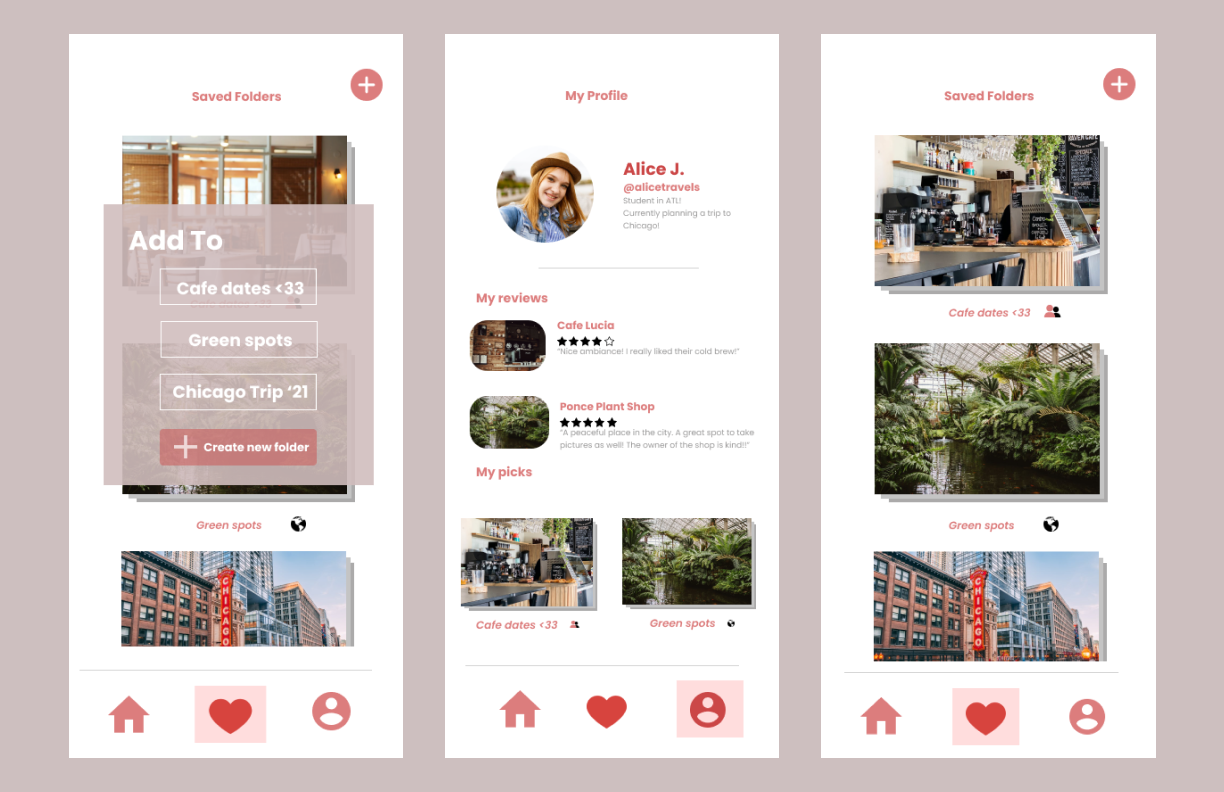 Saved Folders
Add To
Cafe dates <33
Green spots
Chicago Trip ‘21
Create new folder
Green spots
CHICAGO
My Profile
Alice J.
@alicetravels
Student in ATL!
Currently planning a trip to
Chicago!
My reviews
Cafe Lucia
"Nice ambiance! I really liked their cold brew!"
Ponce Plant Shop
"A peaceful place in the city. A great spot to take
pictures as well! The owner of the shop is kind!!"
My picks
Cafe dates <33
Green spots
Saved Folders
Cafe dates <33
Green spots
CHICAGO